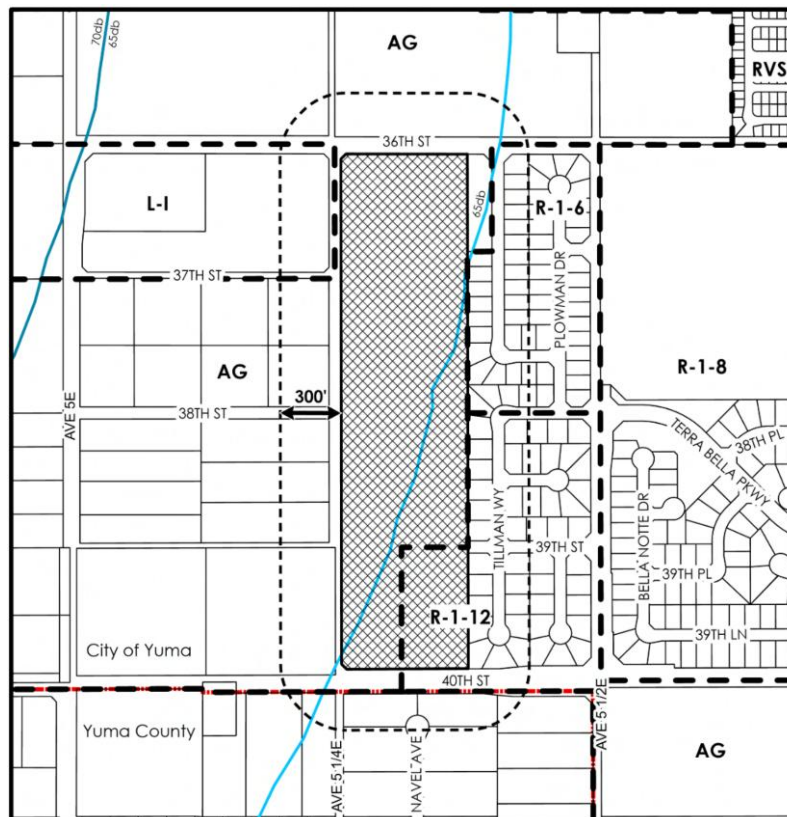 70db
65db
AG
RVS
36TH ST
L-I
65db
R-1-6
37TH ST
PLOWMAN DR
AG
R-1-8
300'
AVE 5E
38TH ST
TERRA BELLA PKWY
38TH PL
TILLMAN WY
BELLA NOTTE DR
39TH ST
39TH PL
R-1-12
39TH LN
City of Yuma
40TH ST
Yuma County
AVE 5 1/4E
NAVEL AVE
AVE 5 1/2E
AG